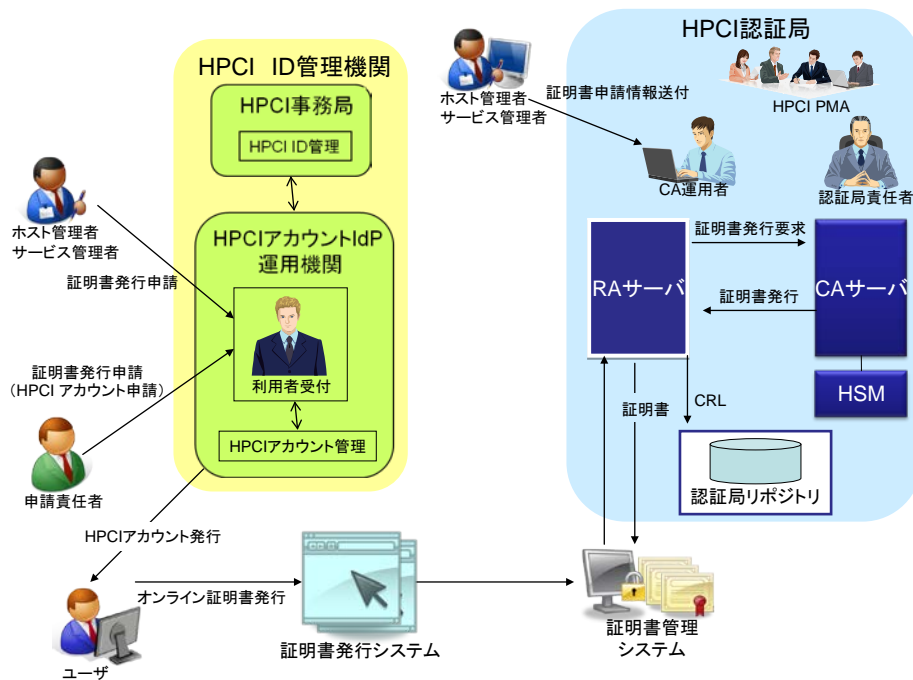 HPCI ID管理機関
HPCI事務局
HPCI ID管理
HPCIアカウントIdP
運用機関
利用者受付
HPCIアカウント管理
ホスト管理者
サービス管理者
証明書発行申請
証明書発行申請
(HPCI アカウント申請)
申請責任者
HPCIアカウント発行
ユーザ
オンライン証明書発行
証明書発行システム
証明書管理
システム
ホスト管理者
サービス管理者
証明書申請情報送付
HPCI認証局
HPCI PMA
CA運用者
認証局責任者
RAサーバ
証明書発行要求
証明書発行
CAサーバ
HSM
証明書
CRL
認証局リポジトリ